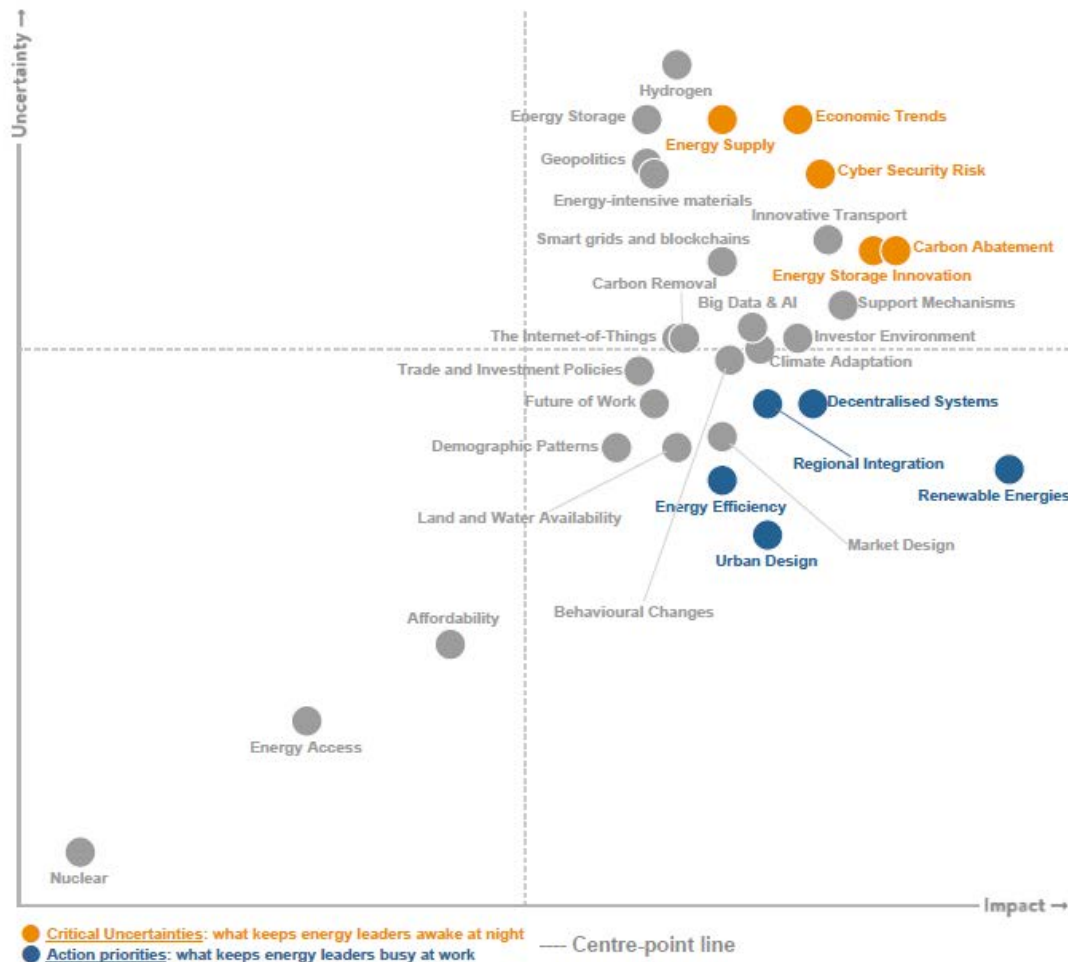 Uncertainty →
Hydrogen
Energy Storage
Energy Supply
Economic Trends
Geopolitics
Cyber Security Risk
Energy-intensive materials
Innovative Transport
Smart grids and blockchains
Carbon Abatement
Energy Storage Innovation
Carbon Removal
Big Data & AI
Support Mechanisms
The Internet-of-Things
Investor Environment
Climate Adaptation
Trade and Investment Policies
Future of Work
Decentralised Systems
Demographic Patterns
Regional Integration
Renewable Energies
Energy Efficiency
Land and Water Availability
Market Design
Urban Design
Behavioural Changes
Affordability
Energy Access
Nuclear
Impact →
Critical Uncertainties: what keeps energy leaders awake at night
Action priorities: what keeps energy leaders busy at work
---- Centre-point line